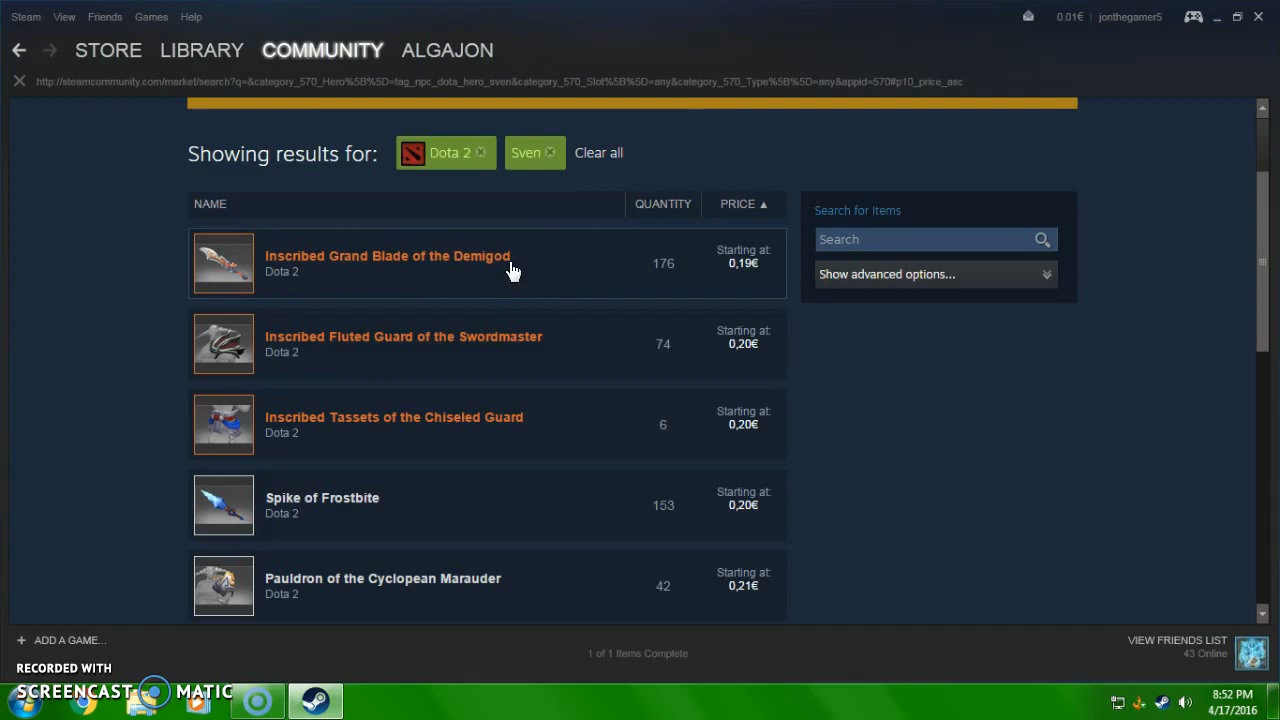 Steam View Friends Games Help
0.01€ jonthegamer5
STORE LIBRARY COMMUNITY ALGAJON
http://steamcommunity.com/market/search?q=&category_570_Hero%5B%5D=tag_npc_dota_hero_sven&category_570_Slot%5B%5D=any&category_570_Type%5B%5D=any&appid=570#p10_price_asc
Showing results for: Dota 2 Sven Clear all
NAME QUANTITY PRICE ▲
Inscribed Grand Blade of the Demigod
Dota 2
176
Starting at:
0,19€
Inscribed Fluted Guard of the Swordmaster
Dota 2
74
Starting at:
0,20€
Inscribed Tassets of the Chiseled Guard
Dota 2
6
Starting at:
0,20€
Spike of Frostbite
Dota 2
153
Starting at:
0,20€
Pauldron of the Cyclopean Marauder
Dota 2
42
Starting at:
0,21€
Search for Items
Search
Show advanced options...
+ ADD A GAME...
1 of 1 Items Complete
VIEW FRIENDS LIST
43 Online
RECORDED WITH
SCREENCAST MATIC
8:52 PM
4/17/2016